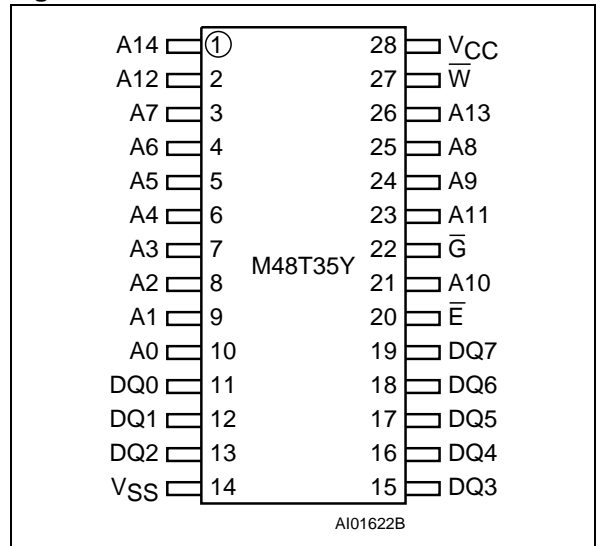 A14 1 28 VCC
A12 2 27 W̅
A7 3 26 A13
A6 4 25 A8
A5 5 24 A9
A4 6 23 A11
A3 7 22 G̅
M48T35Y
A2 8 21 A10
A1 9 20 E̅
A0 10 19 DQ7
DQ0 11 18 DQ6
DQ1 12 17 DQ5
DQ2 13 16 DQ4
VSS 14 15 DQ3
AI01622B